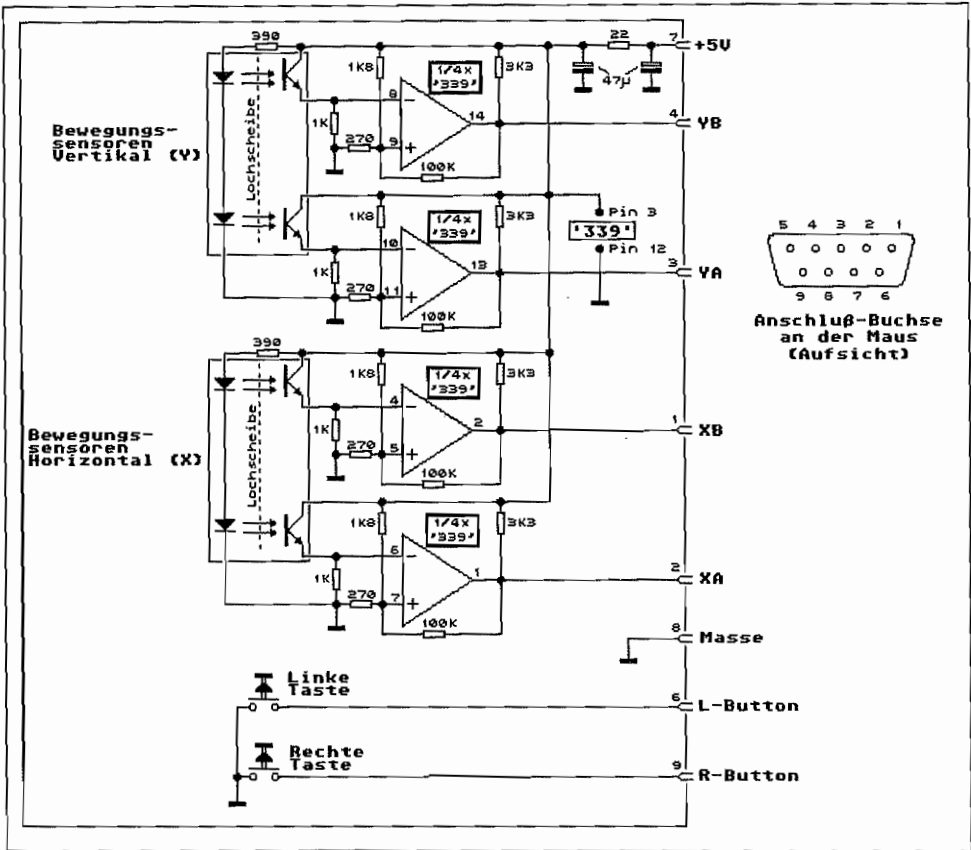 390
1K8
1/4x
'339'
3K3
22
7
+5V
47µ
8
1K
270
9
14
4
YB
100K
Bewegungs-
sensoren
Vertikal (Y)
Lochscheibe
1K8
1/4x
'339'
3K3
Pin 3
'339'
Pin 12
10
1K
270
11
13
3
YA
100K
5 4 3 2 1
9 8 7 6
Anschluß-Buchse
an der Maus
(Aufsicht)
390
1K8
1/4x
'339'
3K3
4
1K
270
5
2
1
XB
100K
Bewegungs-
sensoren
Horizontal (X)
Lochscheibe
1K8
1/4x
'339'
3K3
6
1K
270
7
1
2
XA
100K
8
Masse
Linke
Taste
6
L-Button
Rechte
Taste
9
R-Button